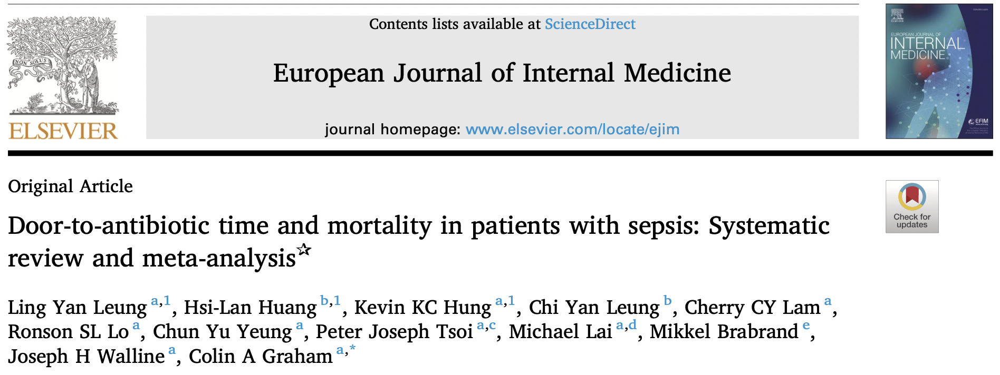 Contents lists available at ScienceDirect
European Journal of Internal Medicine
journal homepage: www.elsevier.com/locate/ejim
NON SOLUS
ELSEVIER
ELSEVIER
EUROPEAN JOURNAL OF
INTERNAL
MEDICINE
EFIM
Original Article
Check for
updates
Door-to-antibiotic time and mortality in patients with sepsis: Systematic
review and meta-analysis☆
Ling Yan Leung a,1, Hsi-Lan Huang b,1, Kevin KC Hung a,1, Chi Yan Leung b, Cherry CY Lam a,
Ronson SL Lo a, Chun Yu Yeung a, Peter Joseph Tsoi a,c, Michael Lai a,d, Mikkel Brabrand e,
Joseph H Walline a, Colin A Graham a,*